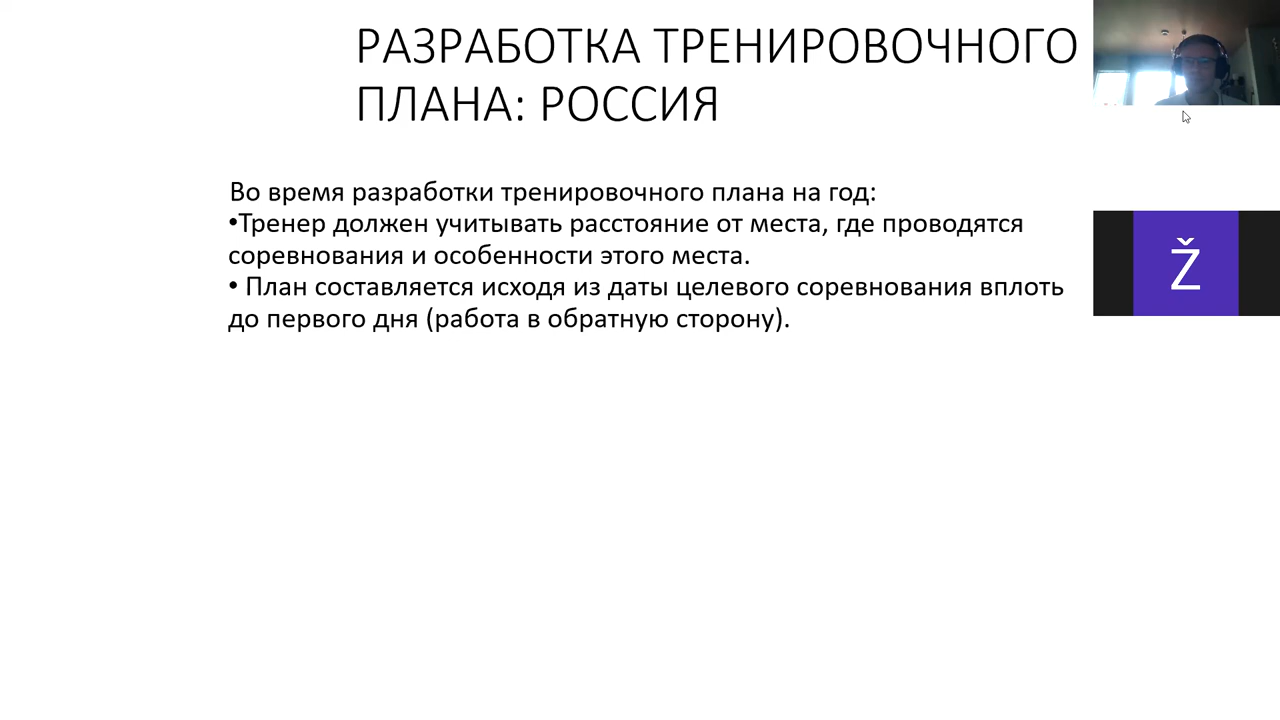 РАЗРАБОТКА ТРЕНИРОВОЧНОГО
ПЛАНА: РОССИЯ
Во время разработки тренировочного плана на год:
•Тренер должен учитывать расстояние от места, где проводятся
соревнования и особенности этого места.
• План составляется исходя из даты целевого соревнования вплоть
до первого дня (работа в обратную сторону).
Ž